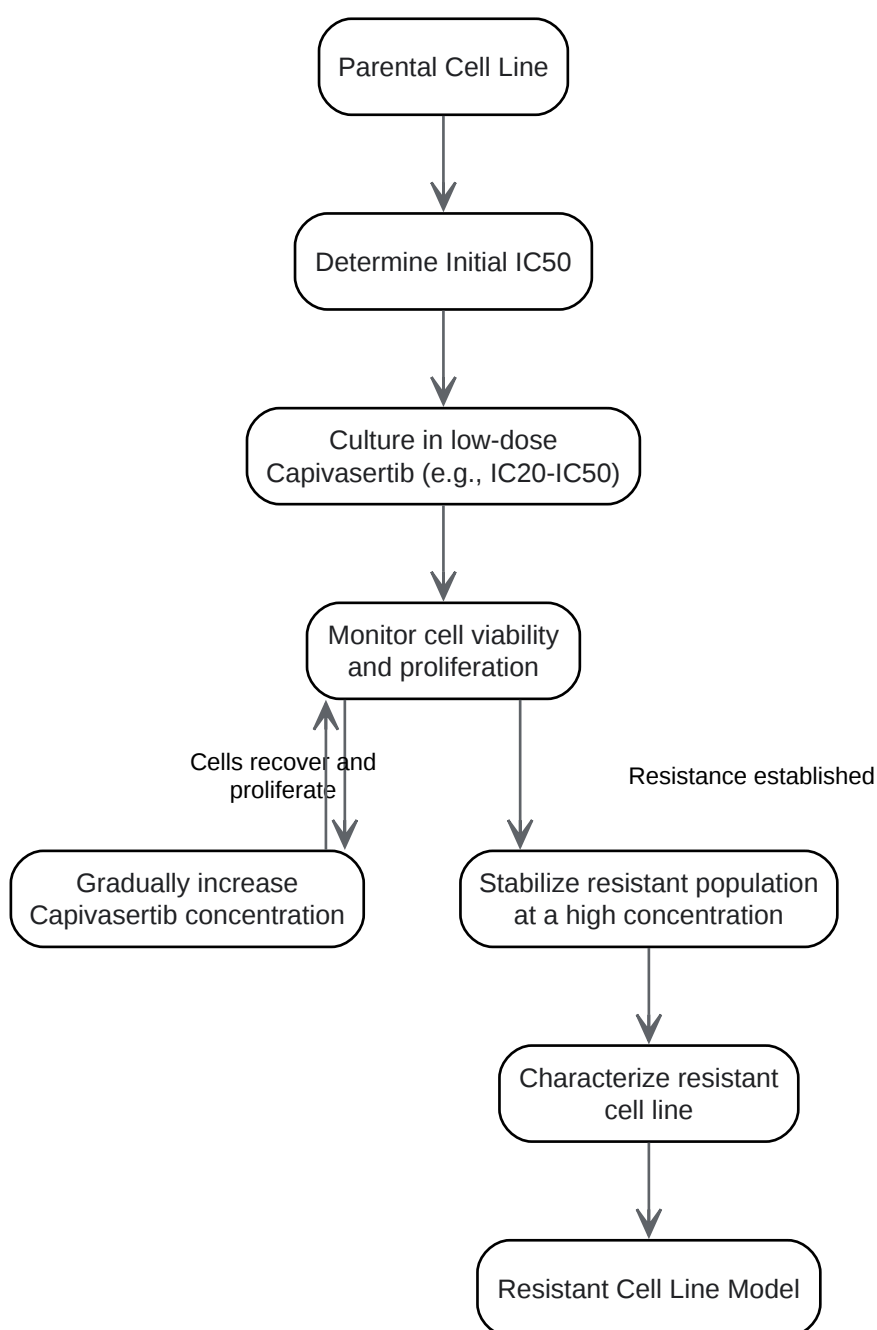 Parental Cell Line
Determine Initial IC50
Culture in low-dose
Capivasertib (e.g., IC20-IC50)
Monitor cell viability
and proliferation
Cells recover and
proliferate
Resistance established
Gradually increase
Capivasertib concentration
Stabilize resistant population
at a high concentration
Characterize resistant
cell line
Resistant Cell Line Model